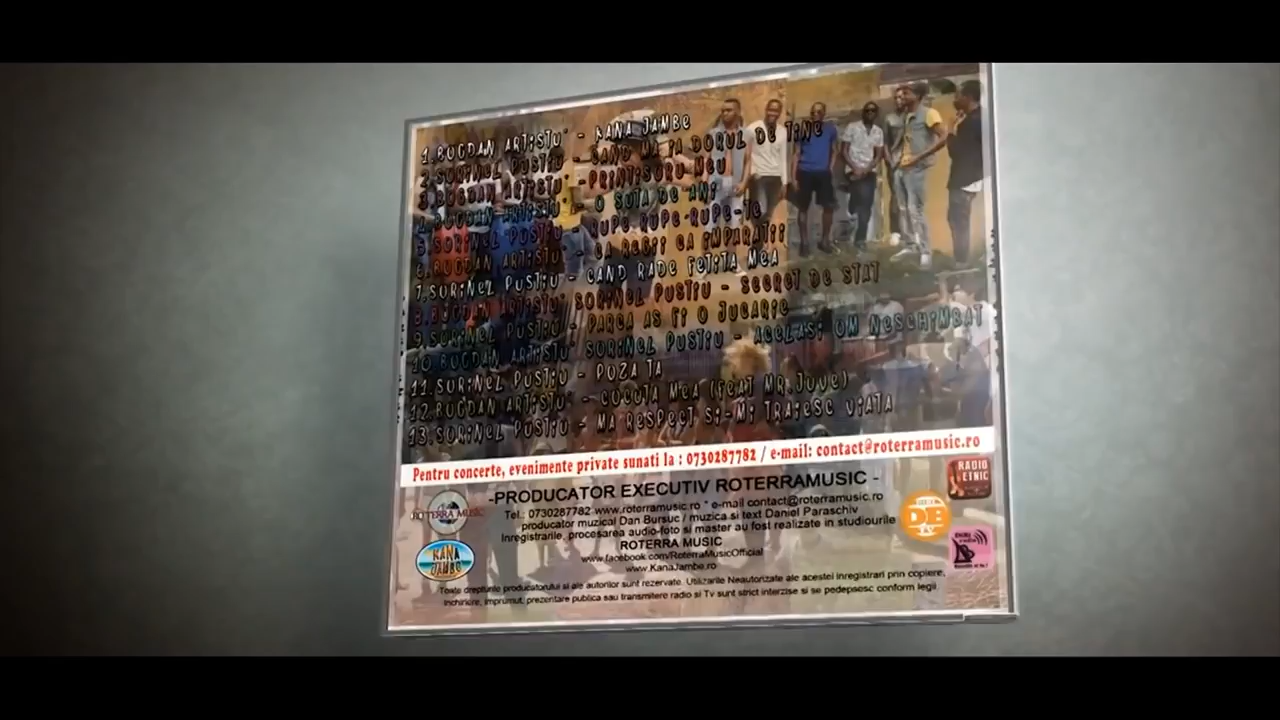 1.BOGDAN ARTISTU' - KANA JAMBE
2.SORINEL PUSTIU - CAND MA IA DORUL DE TINE
3.BOGDAN ARTISTU' -PRINTISORU MEU
4.BOGDAN ARTISTU' - O SUTA DE ANI
5.SORINEL PUSTIU - RUPE-RUPE-RUPE-TE
6.BOGDAN ARTISTU' - CA REGII CA IMPARATII
7.SORINEL PUSTIU - CAND RADE FETITA MEA
8.BOGDAN ARTISTU' SORINEL PUSTIU - SECRET DE STAT
9.SORINEL PUSTIU - PARCA AS FI O JUCARIE
10.BOGDAN ARTISTU' SORINEL PUSTIU - ACELASI OM NESCHIMBAT
11.SORINEL PUSTIU - POZA TA
12.BOGDAN ARTISTU' - COCUTA MEA (FEAT MR.JUVE)
13.SORINEL PUSTIU - MA RESPECT SI-MI TRAIESC VIATA
Pentru concerte, evenimente private sunati la : 0730287782 / e-mail: contact@roterramusic.ro
-PRODUCATOR EXECUTIV ROTERRAMUSIC -
Tel.: 0730287782 www.roterramusic.ro * e-mail contact@roterramusic.ro
producator muzical Dan Bursuc / muzica si text Daniel Paraschiv
Inregistrarile, procesarea audio-foto si master au fost realizate in studiourile
ROTERRA MUSIC
www.facebook.com/RoterraMusicOfficial
www.KanaJambe.ro
Toate drepturile producatorului si ale autorilor sunt rezervate. Utilizarile Neautorizate ale acestei inregistrari prin copiere,
inchiriere, imprumut, prezentare publica sau transmitere radio si Tv sunt strict interzise si se pedepsesc conform legii.
ROTERRA MUSIC
KANA JAMBE
RADIO ETNIC
DB TV